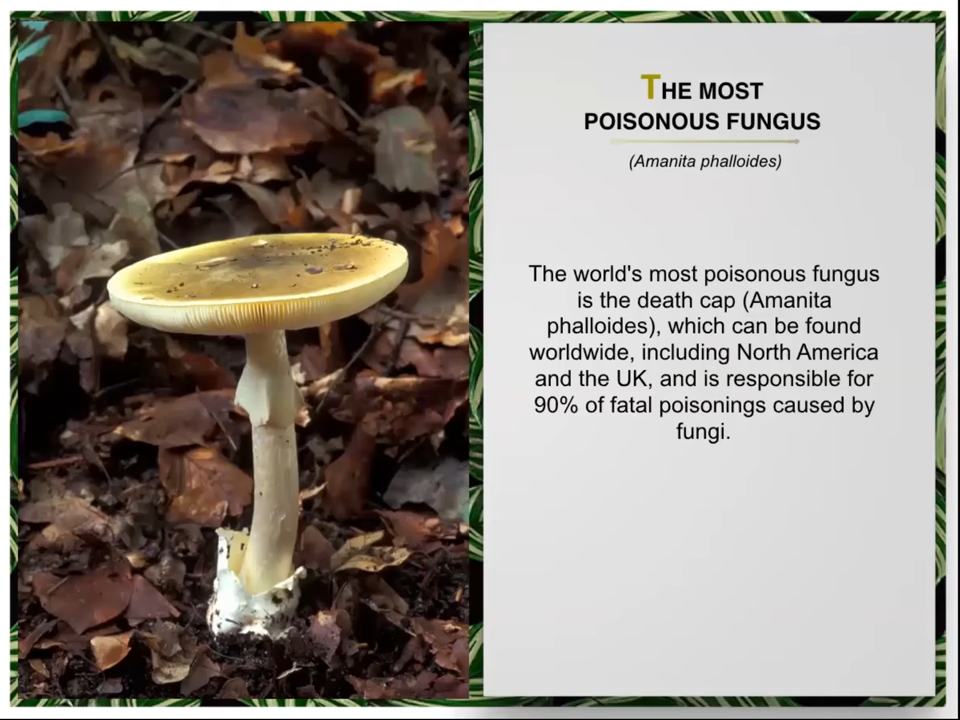 THE MOST
POISONOUS FUNGUS
(Amanita phalloides)
The world's most poisonous fungus
is the death cap (Amanita
phalloides), which can be found
worldwide, including North America
and the UK, and is responsible for
90% of fatal poisonings caused by
fungi.